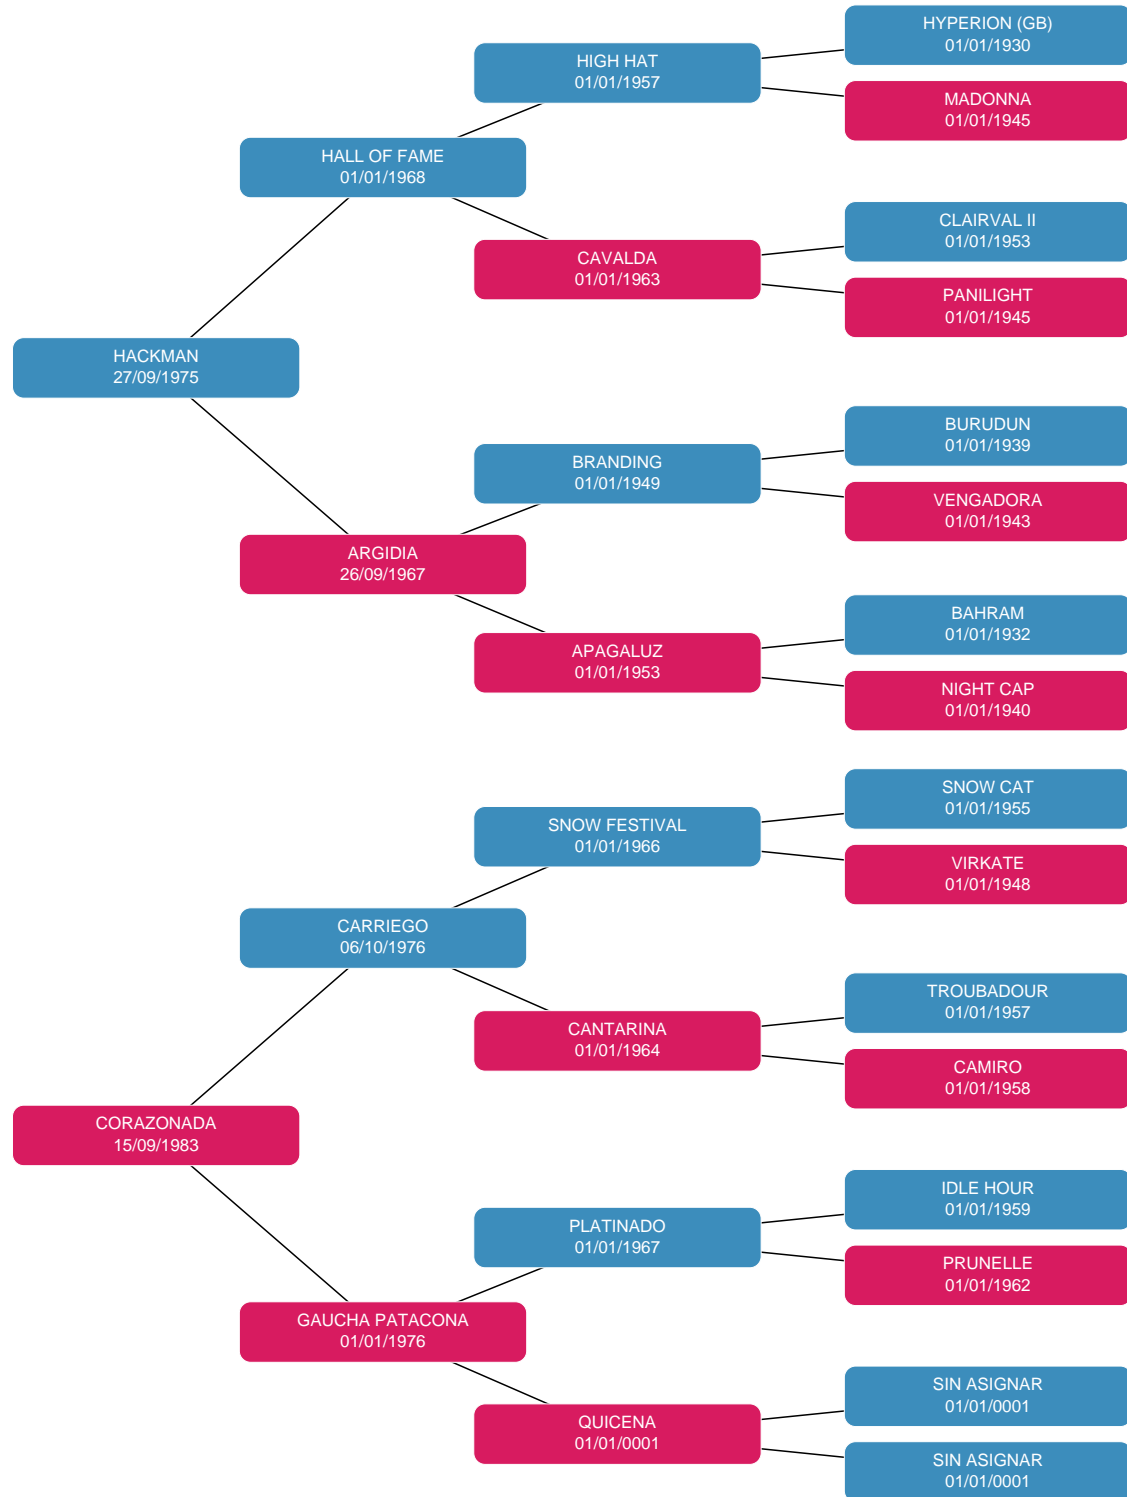 HYPERION (GB)
01/01/1930
HIGH HAT
01/01/1957
MADONNA
01/01/1945
HALL OF FAME
01/01/1968
CLAIRVAL II
01/01/1953
CAVALDA
01/01/1963
PANILIGHT
01/01/1945
HACKMAN
27/09/1975
BURUDUN
01/01/1939
BRANDING
01/01/1949
VENGADORA
01/01/1943
ARGIDIA
26/09/1967
BAHRAM
01/01/1932
APAGALUZ
01/01/1953
NIGHT CAP
01/01/1940
SNOW CAT
01/01/1955
SNOW FESTIVAL
01/01/1966
VIRKATE
01/01/1948
CARRIEGO
06/10/1976
TROUBADOUR
01/01/1957
CANTARINA
01/01/1964
CAMIRO
01/01/1958
CORAZONADA
15/09/1983
IDLE HOUR
01/01/1959
PLATINADO
01/01/1967
PRUNELLE
01/01/1962
GAUCHA PATACONA
01/01/1976
SIN ASIGNAR
01/01/0001
QUICENA
01/01/0001
SIN ASIGNAR
01/01/0001